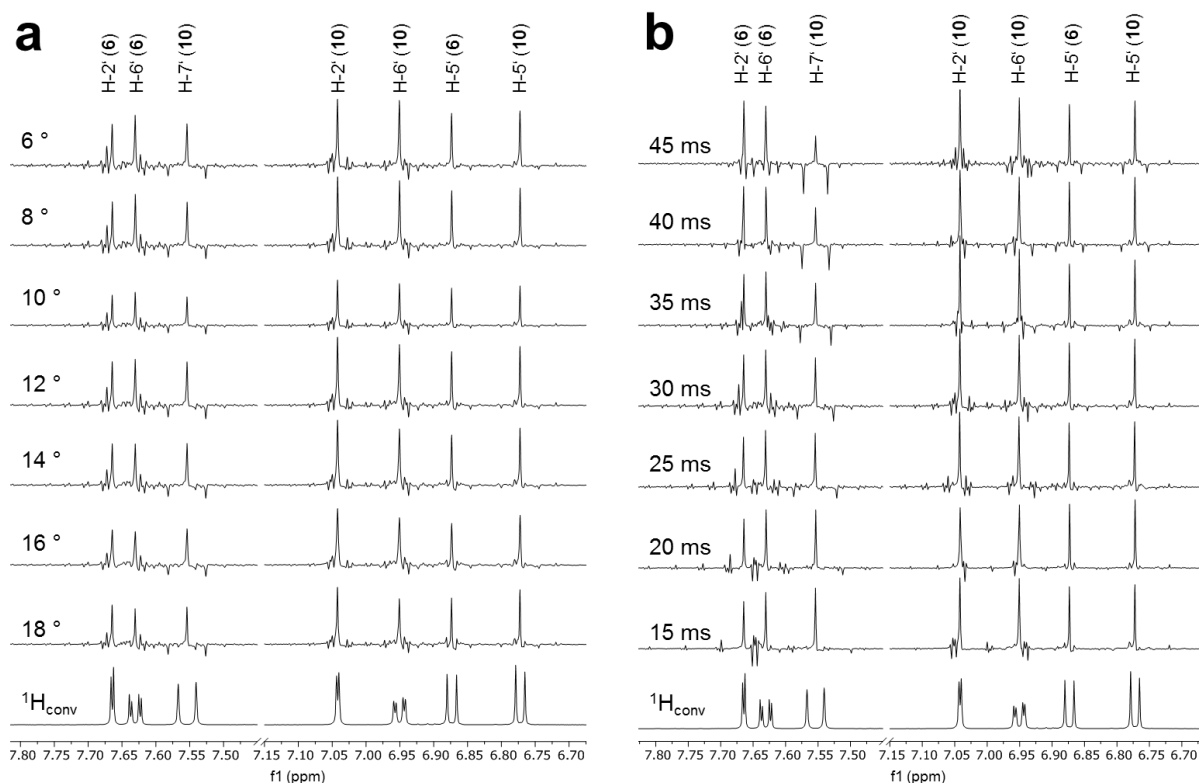 a
H-2' (6)
H-6' (6)
H-7' (10)
H-2' (10)
H-6' (10)
H-5' (6)
H-5' (10)
6 °
8 °
10 °
12 °
14 °
16 °
18 °
¹H_conv
7.80 7.75 7.70 7.65 7.60 7.55 7.50 7.15 7.10 7.05 7.00 6.95 6.90 6.85 6.80 6.75 6.70
f1 (ppm)
b
H-2' (6)
H-6' (6)
H-7' (10)
H-2' (10)
H-6' (10)
H-5' (6)
H-5' (10)
45 ms
40 ms
35 ms
30 ms
25 ms
20 ms
15 ms
¹H_conv
7.80 7.75 7.70 7.65 7.60 7.55 7.50 7.15 7.10 7.05 7.00 6.95 6.90 6.85 6.80 6.75 6.70
f1 (ppm)